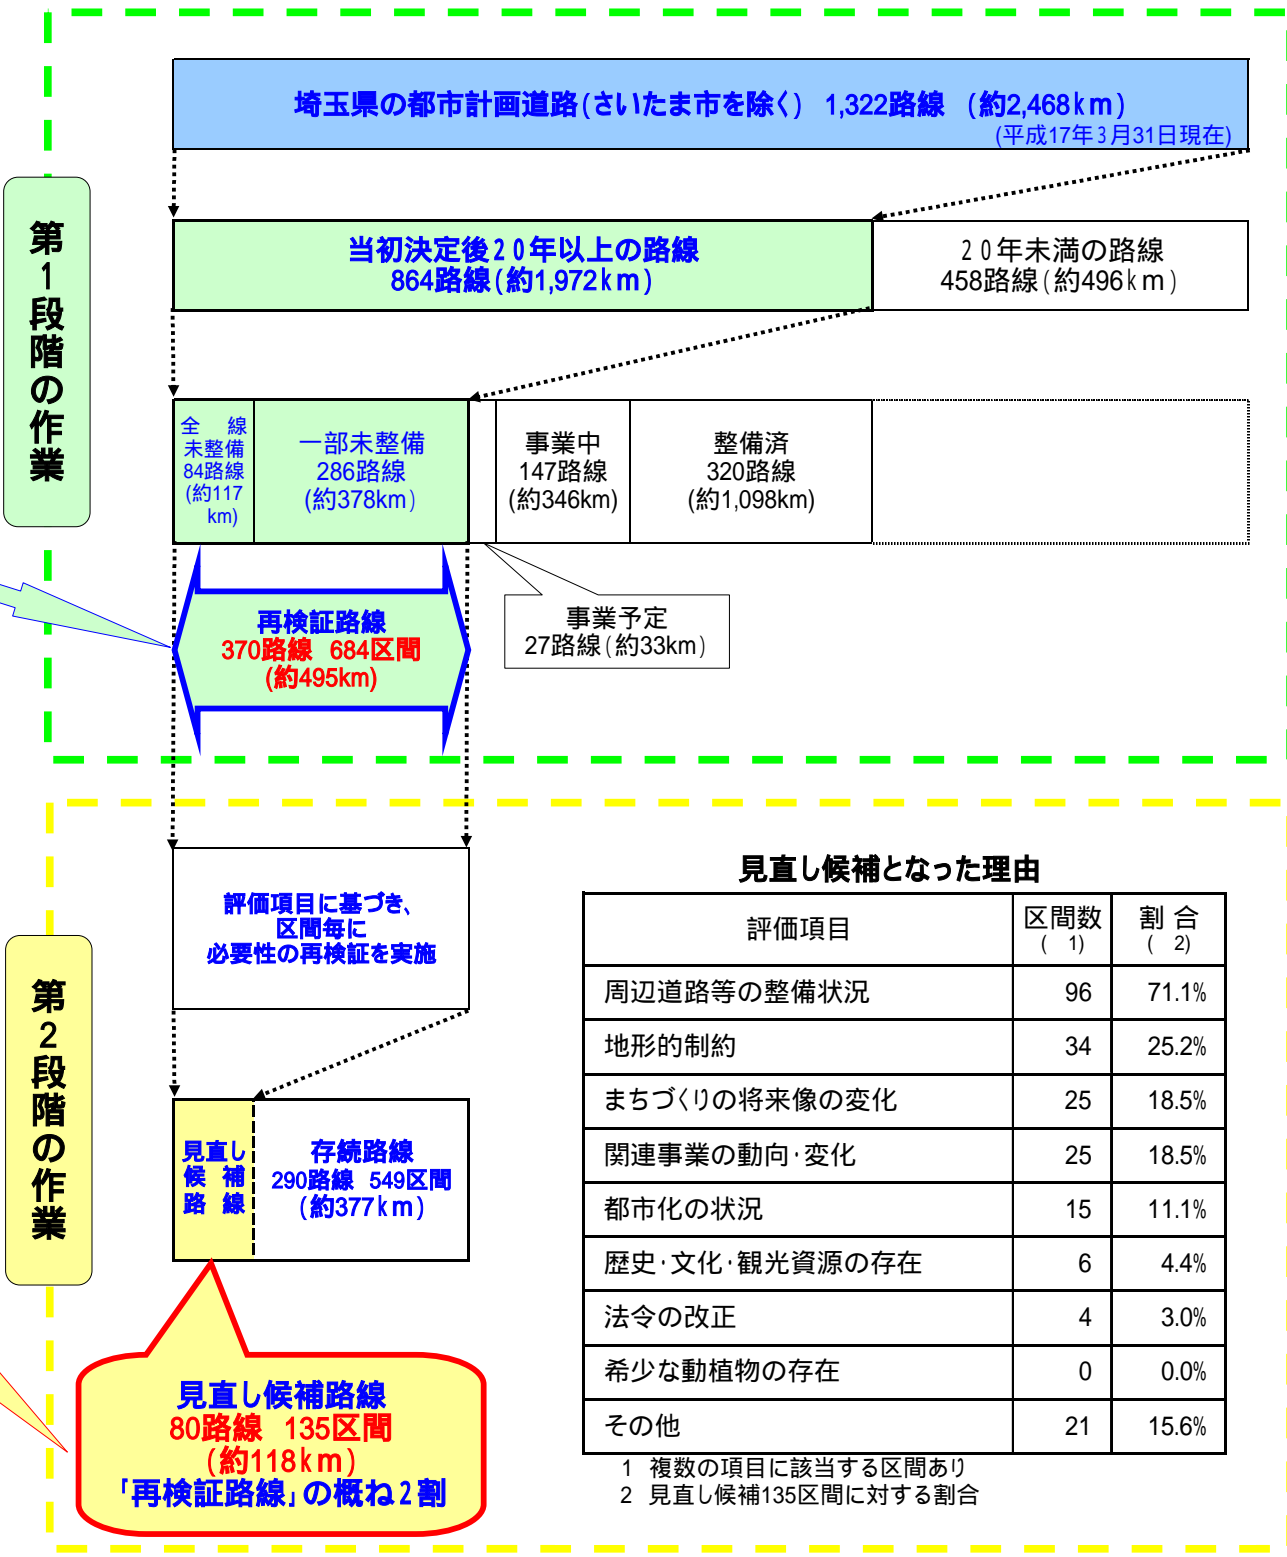 埼玉県の都市計画道路(さいたま市を除く) 1,322路線 (約2,468km)
(平成17年3月31日現在)
第1段階の作業
当初決定後20年以上の路線
864路線(約1,972km)
20年未満の路線
458路線(約496km)
全 線
未整備
84路線
(約117
km)
一部未整備
286路線
(約378km)
事業中
147路線
(約346km)
整備済
320路線
(約1,098km)
再検証路線
370路線 684区間
(約495km)
事業予定
27路線(約33km)
第2段階の作業
評価項目に基づき、
区間毎に
必要性の再検証を実施
見直し
候 補
路 線
存続路線
290路線 549区間
(約377km)
見直し候補路線
80路線 135区間
(約118km)
「再検証路線」の概ね2割
見直し候補となった理由
評価項目 区間数 割 合
( 1) ( 2)
周辺道路等の整備状況 96 71.1%
地形的制約 34 25.2%
まちづくりの将来像の変化 25 18.5%
関連事業の動向・変化 25 18.5%
都市化の状況 15 11.1%
歴史・文化・観光資源の存在 6 4.4%
法令の改正 4 3.0%
希少な動植物の存在 0 0.0%
その他 21 15.6%
1 複数の項目に該当する区間あり
2 見直し候補135区間に対する割合